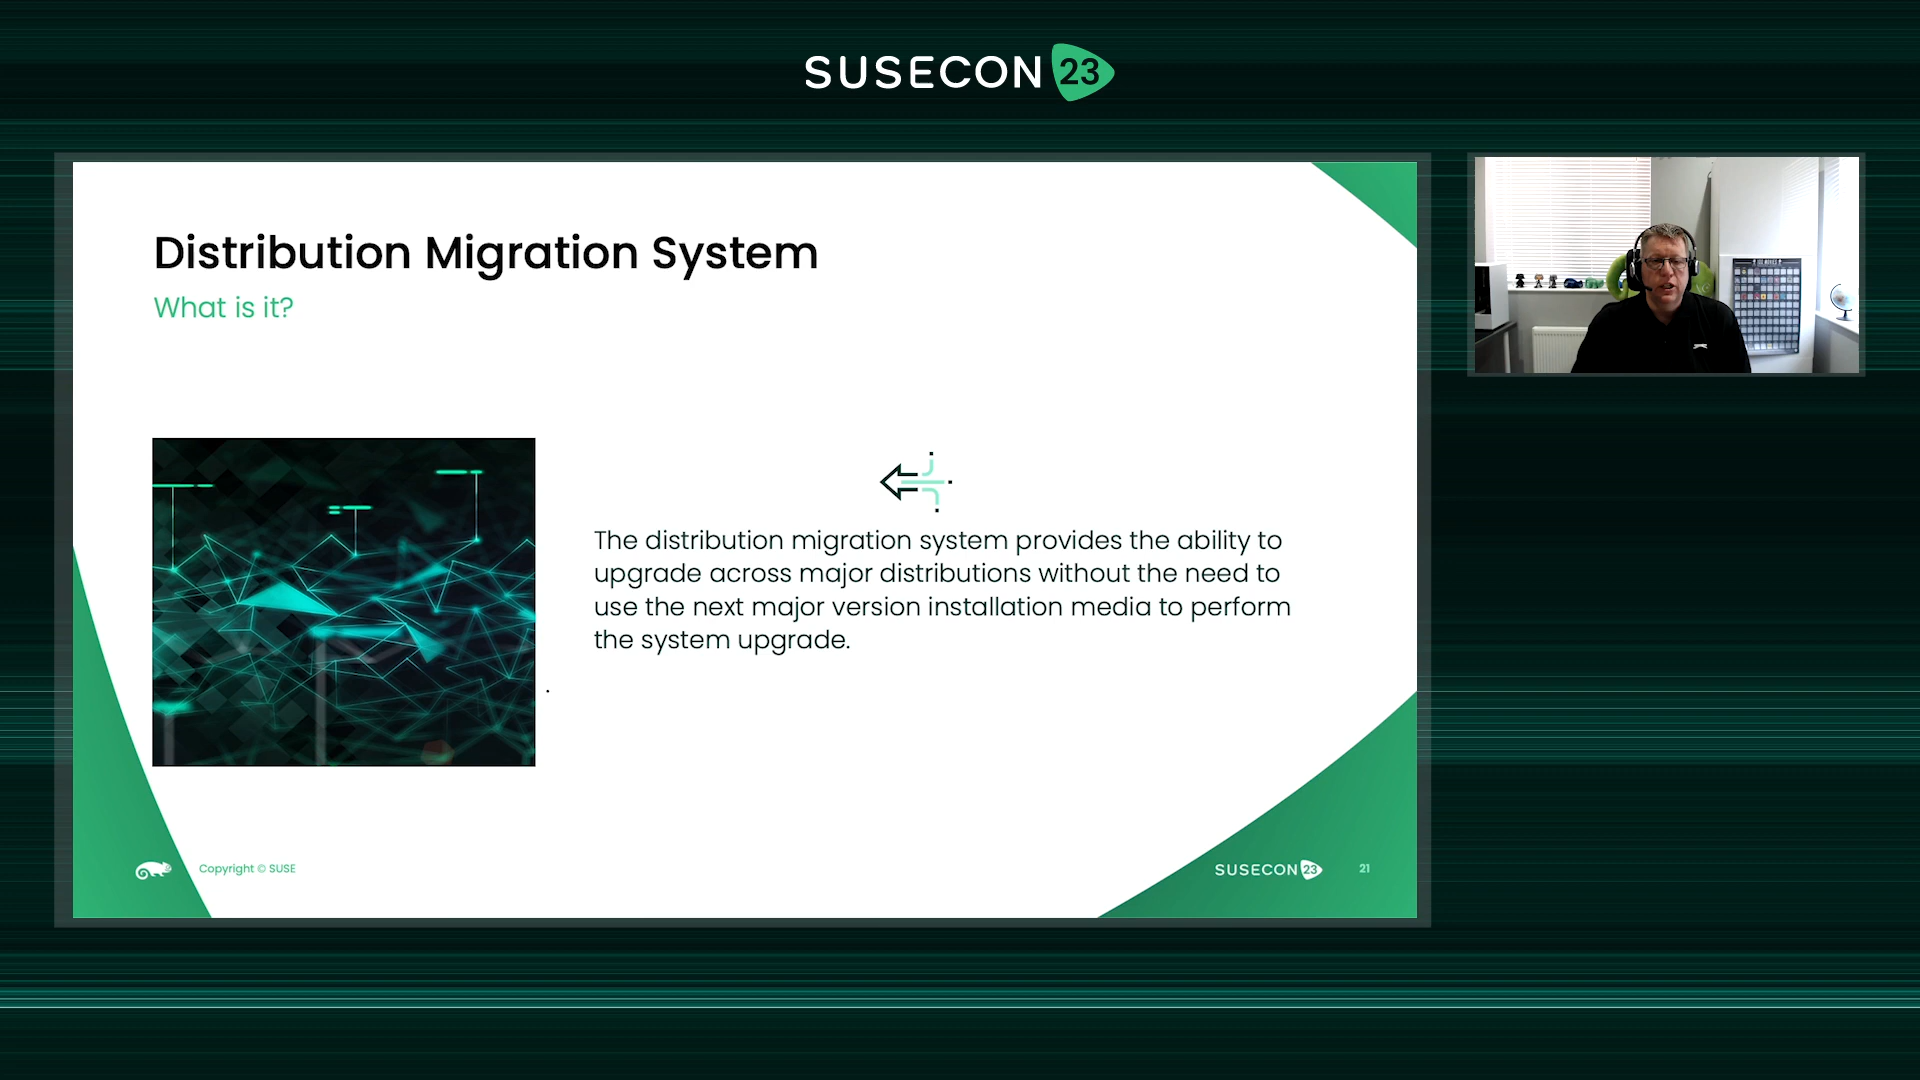 SUSECON 23
Distribution Migration System
What is it?
The distribution migration system provides the ability to
upgrade across major distributions without the need to
use the next major version installation media to perform
the system upgrade.
.
Copyright © SUSE
SUSECON 23
21